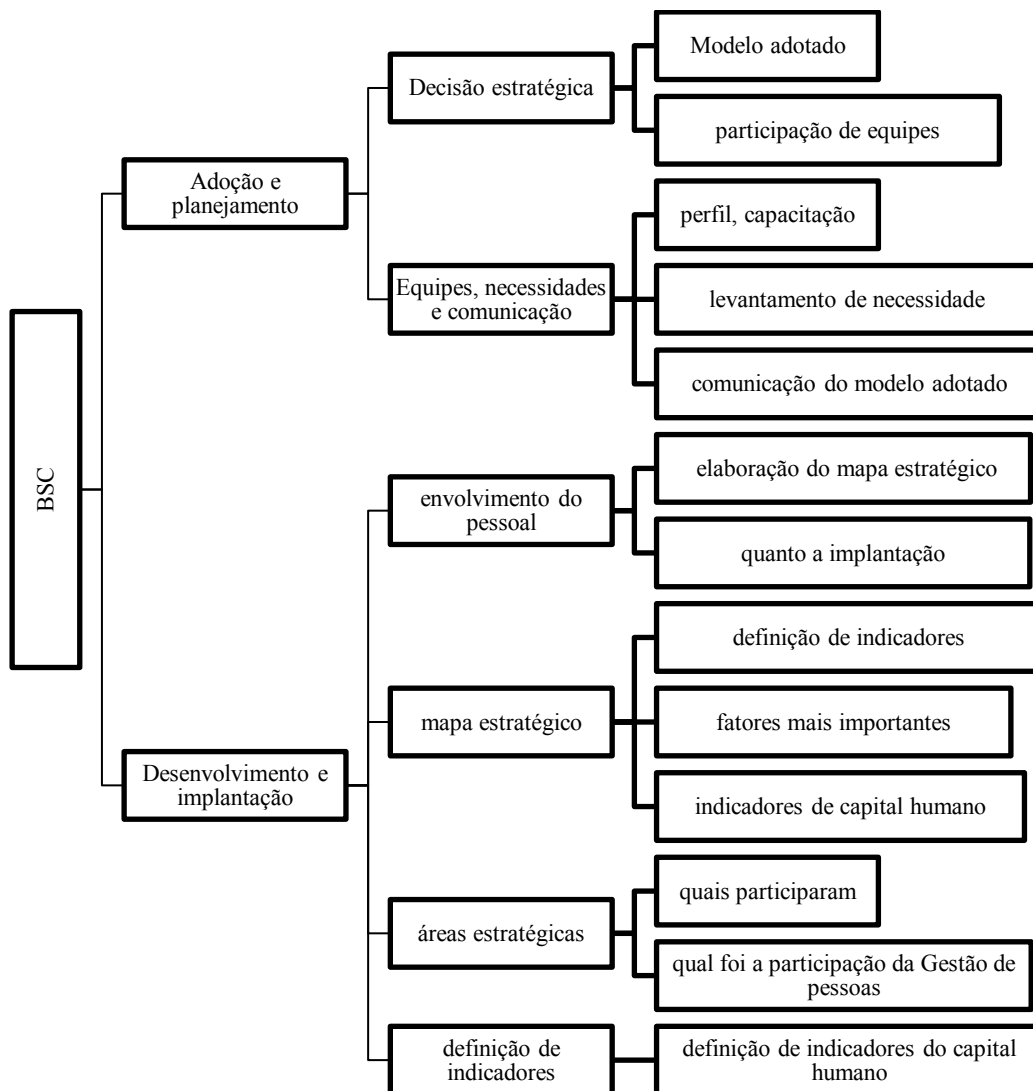 BSC
Adoção e
planejamento
Decisão estratégica
Modelo adotado
participação de equipes
Equipes, necessidades
e comunicação
perfil, capacitação
levantamento de necessidade
comunicação do modelo adotado
Desenvolvimento e
implantação
envolvimento do
pessoal
elaboração do mapa estratégico
quanto a implantação
mapa estratégico
definição de indicadores
fatores mais importantes
indicadores de capital humano
áreas estratégicas
quais participaram
qual foi a participação da Gestão de
pessoas
definição de
indicadores
definição de indicadores do capital
humano